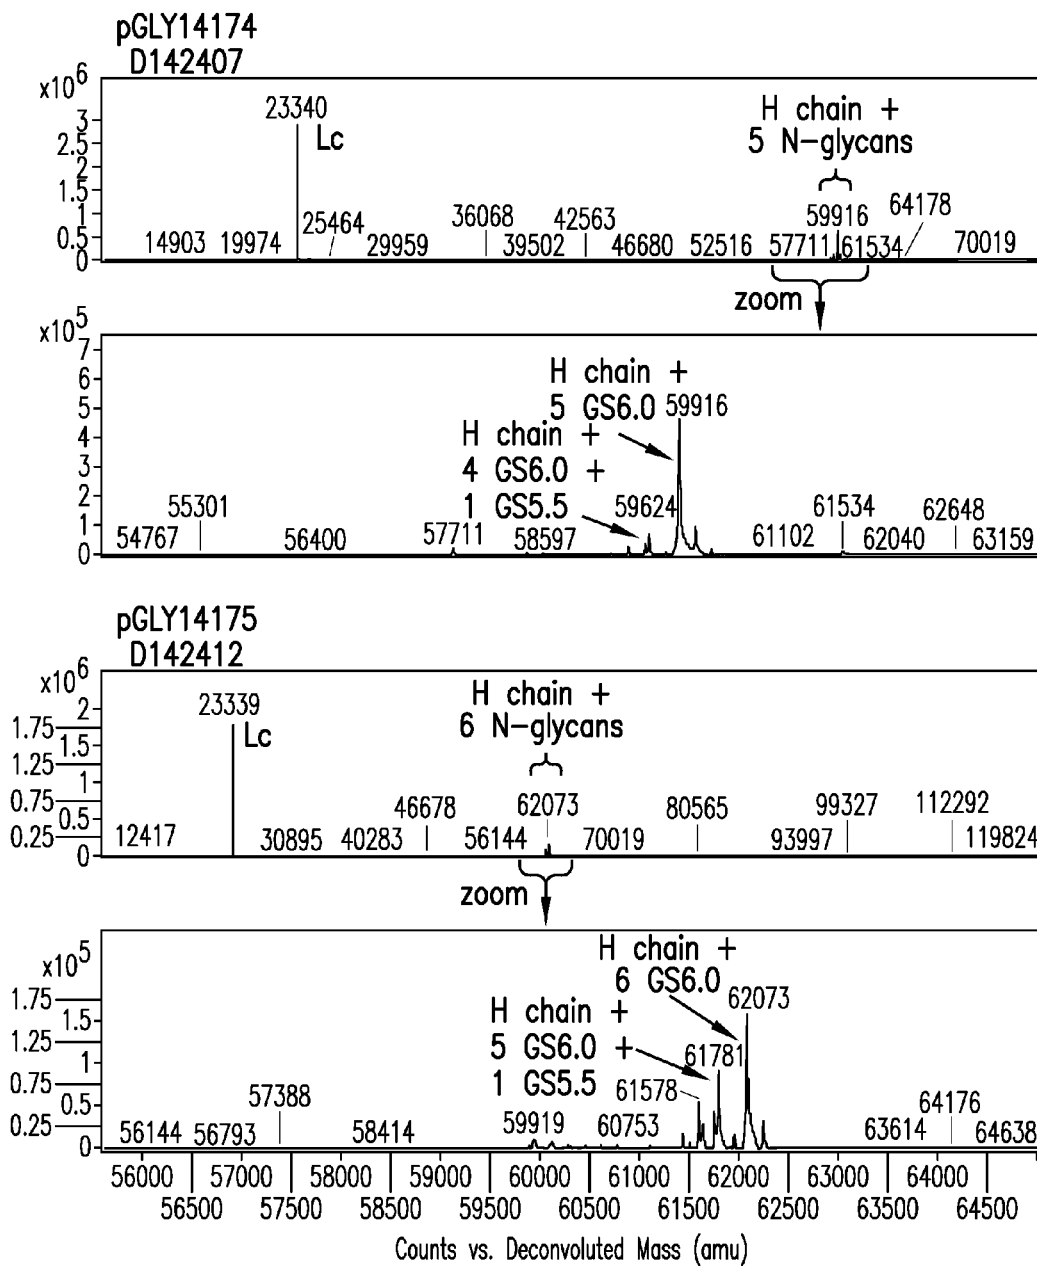 pGLY14174
D142407
x10^6
3
2.5
2
1.5
1
0.5
0
23340
Lc
H chain +
5 N-glycans
14903 19974 25464 29959 36068 39502 42563 46680 52516 57711 59916 61534 64178 70019
zoom
x10^5
7
6
5
4
3
2
1
0
H chain +
5 GS6.0 59916
H chain +
4 GS6.0 +
1 GS5.5
54767 55301 56400 57711 58597 59624 61102 61534 62040 62648 63159
pGLY14175
D142412
x10^6
2
1.75
1.5
1.25
1
0.75
0.5
0.25
0
23339
Lc
H chain +
6 N-glycans
12417 30895 40283 46678 56144 62073 70019 80565 93997 99327 112292 119824
zoom
x10^5
1.75
1.5
1.25
1
0.75
0.5
0.25
0
H chain +
6 GS6.0
62073
H chain +
5 GS6.0 + 61781
1 GS5.5 61578
56144 56793 57388 58414 59919 60753 63614 64176 64638
56000 57000 58000 59000 60000 61000 62000 63000 64000
56500 57500 58500 59500 60500 61500 62500 63500 64500
Counts vs. Deconvoluted Mass (amu)